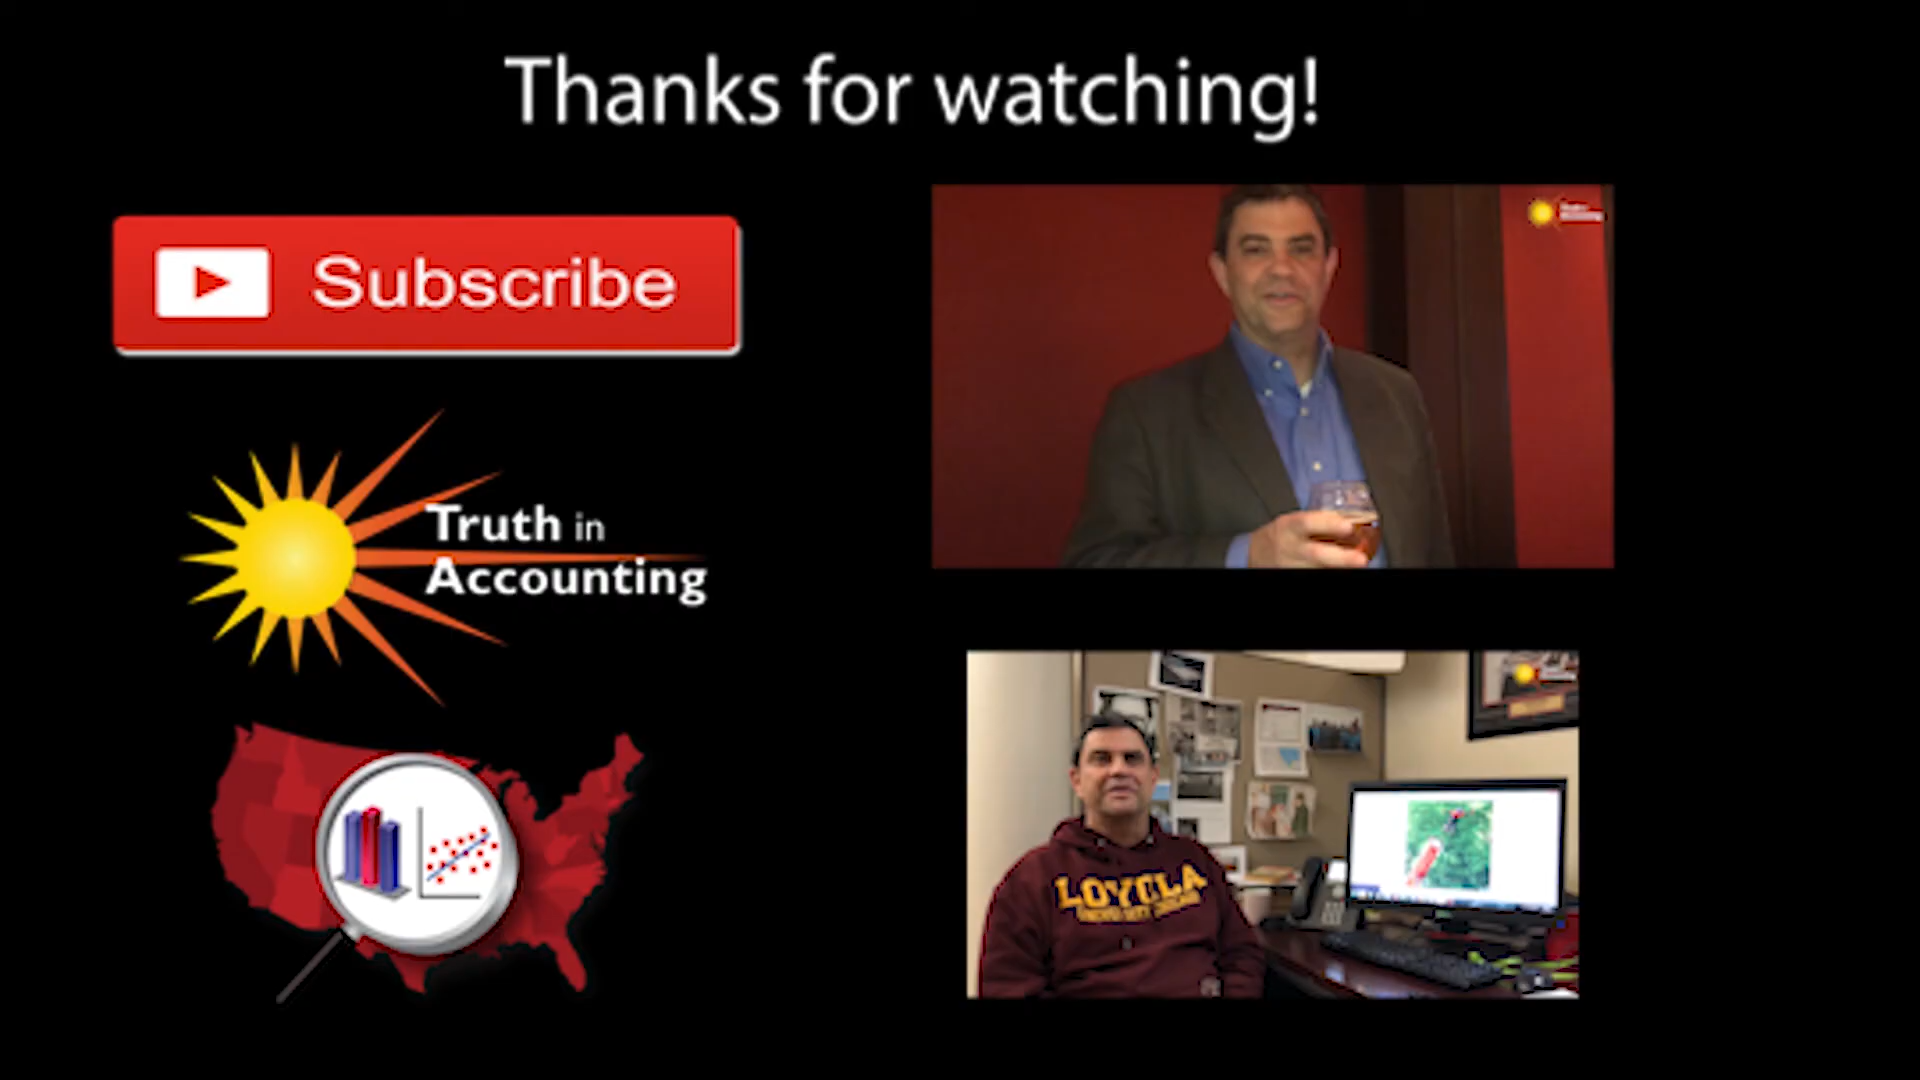 Thanks for watching!
Subscribe
Truth in
Accounting
LOYOLA